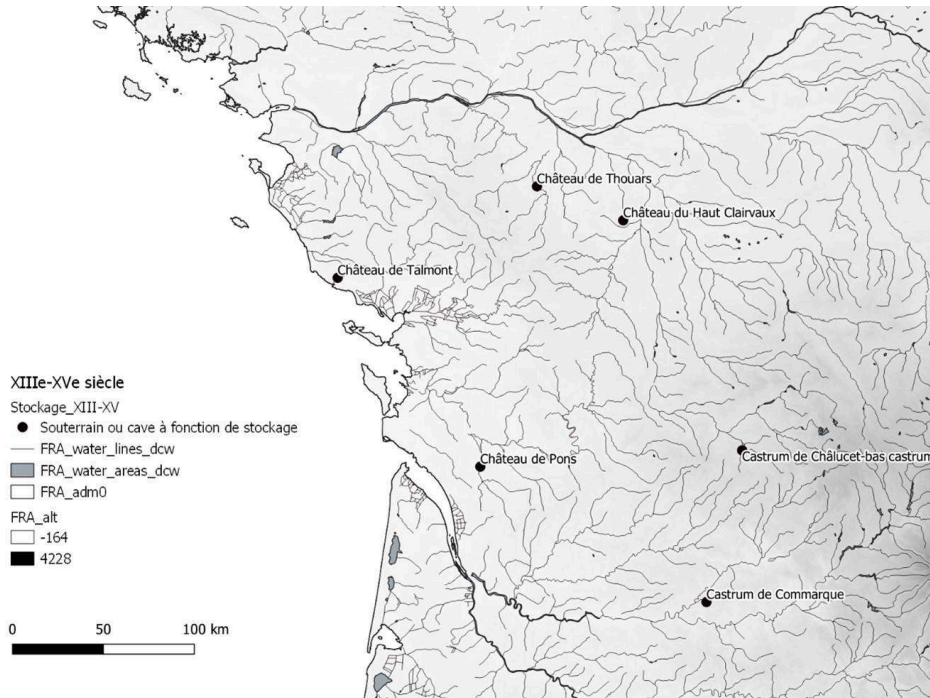 Château de Thouars
Château du Haut Clairvaux
Château de Talmont
XIIIe-XVe siècle
Stockage_XIII-XV
Souterrain ou cave à fonction de stockage
FRA_water_lines_dcw
FRA_water_areas_dcw
FRA_adm0
FRA_alt
-164
4228
Château de Pons
Castrum de Châlucet-bas castrum
Castrum de Commarque
0 50 100 km